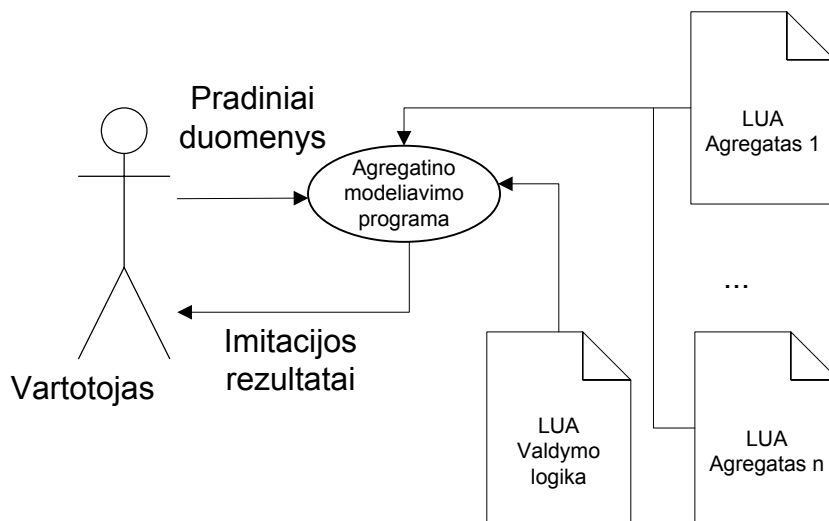 Pradiniai
duomenys
Agregatino
modeliavimo
programa
LUA
Agregatas 1
...
Imitacijos
rezultatai
Vartotojas
LUA
Valdymo
logika
LUA
Agregatas n